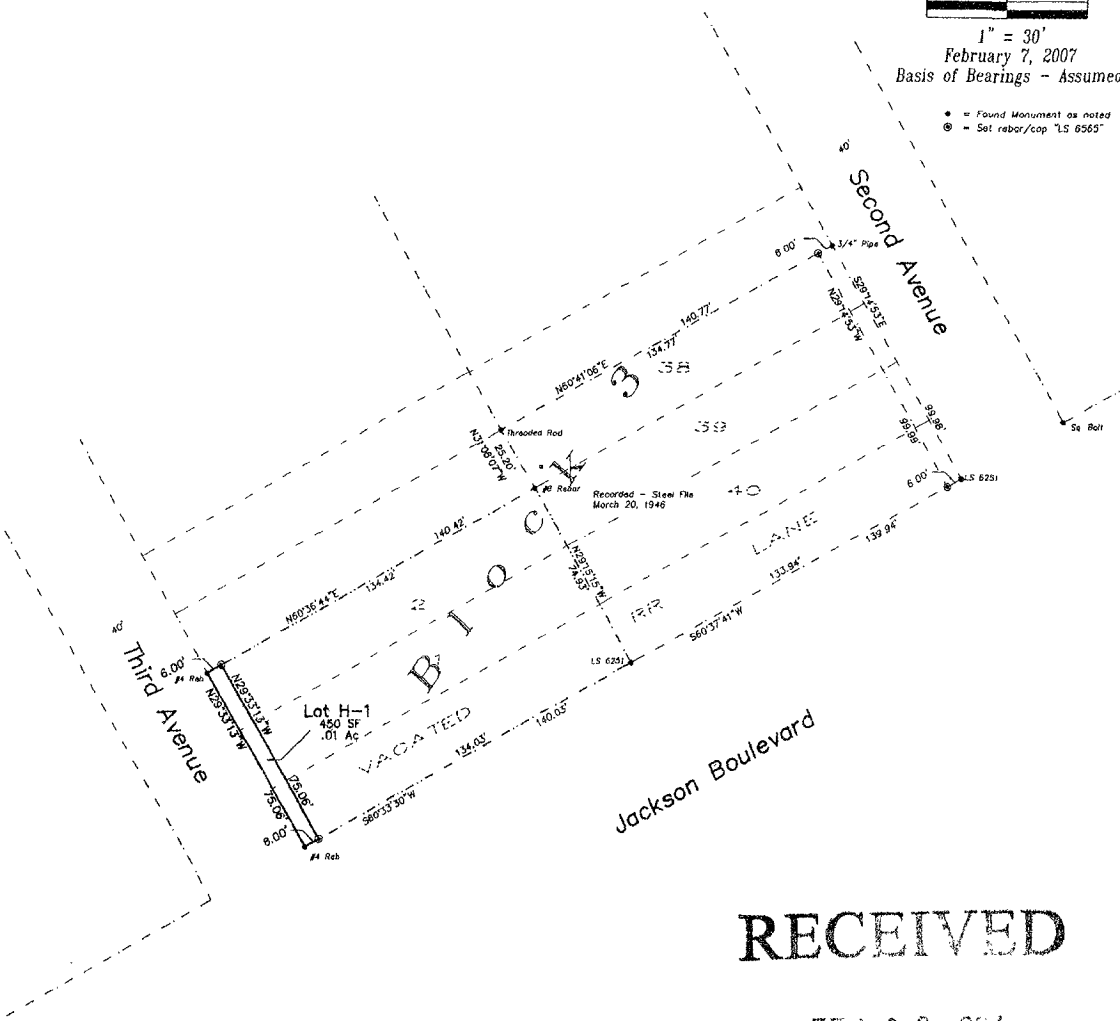 1" = 30'
February 7, 2007
Basis of Bearings - Assumed
= Found Monument as noted
= Set rebar/cap "LS 6565"
40'
Second Avenue
6.00'
3/4" Pipe
S29°14'53"E
N29°14'53"W
140.77'
134.77'
N60°41'06"E
3
38
Threaded Rod
N31°06'07"W
25.20'
39
99.98'
99.99'
Sq Bolt
#8 Rebar
Recorded - Steel File
March 20, 1946
40
6.00'
LS 6251
140.42'
134.42'
N60°36'44"E
Block
LANE
139.94'
133.94'
N29°15'15"W
74.93'
2
RR
S60°37'41"W
40'
Third Avenue
6.00'
#4 Reb
LS 6251
N29°33'13"W
N29°33'13"W
Lot H-1
450 SF
.01 Ac
VACATED
140.03'
134.03'
75.06'
75.06'
S60°33'30"W
Jackson Boulevard
#4 Reb
RECEIVED